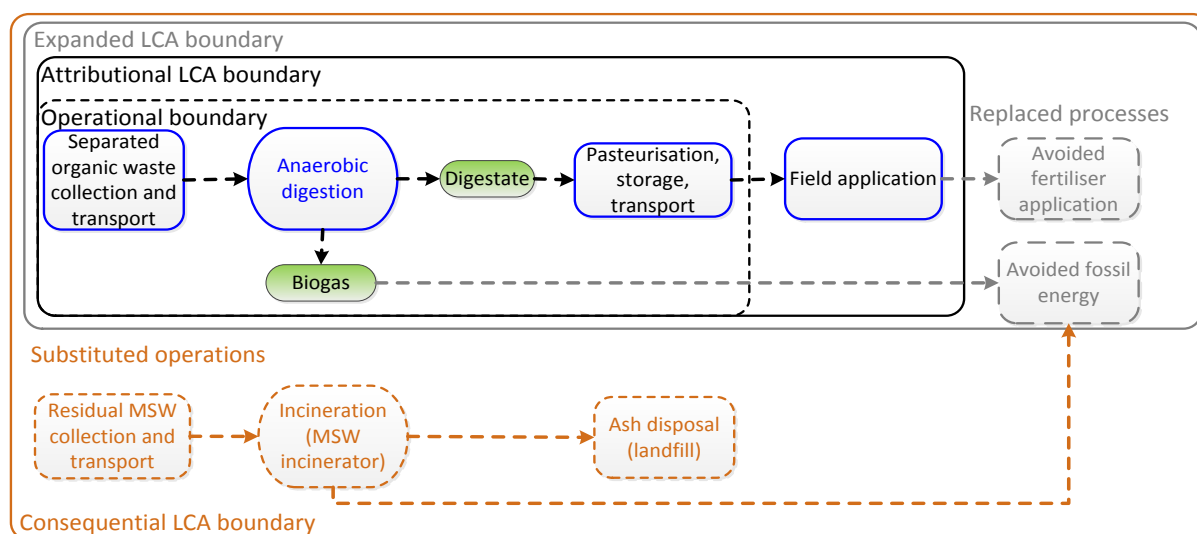 Expanded LCA boundary
Attributional LCA boundary
Operational boundary
Separated
organic waste
collection and
transport
Anaerobic
digestion
Digestate
Pasteurisation,
storage,
transport
Field application
Biogas
Replaced processes
Avoided
fertiliser
application
Avoided fossil
energy
Substituted operations
Residual MSW
collection and
transport
Incineration
(MSW
incinerator)
Ash disposal
(landfill)
Consequential LCA boundary